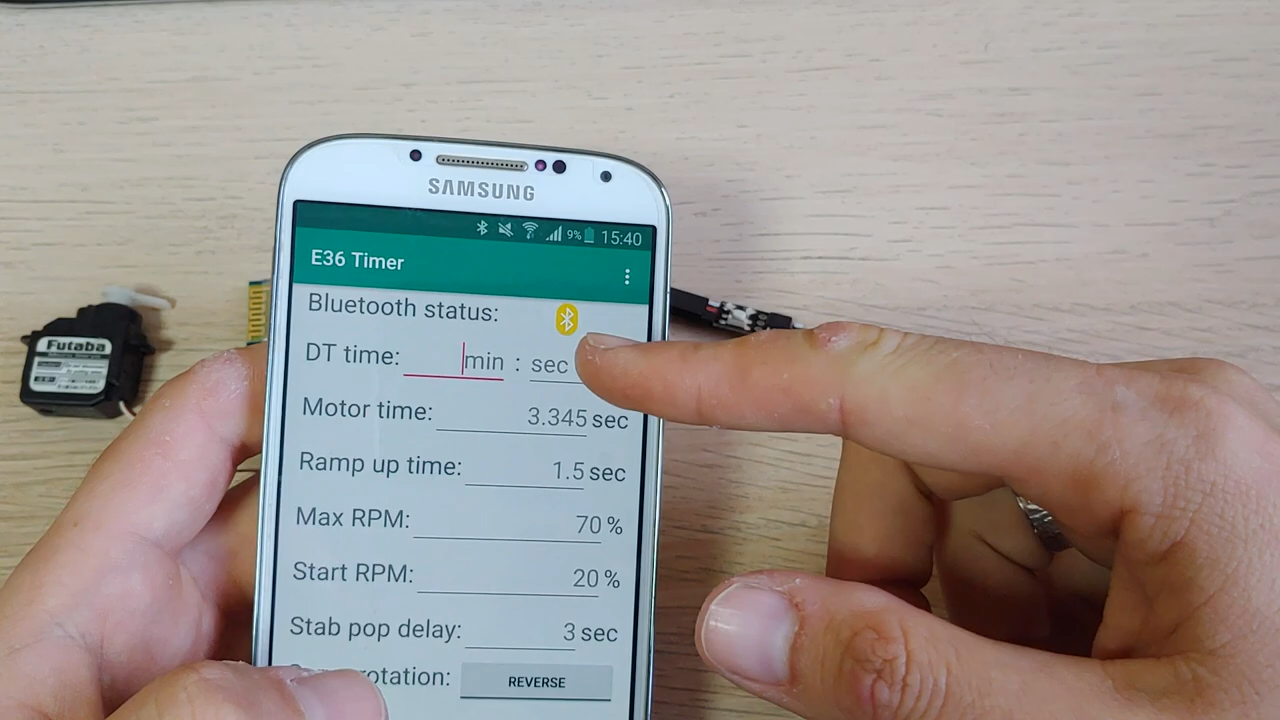 SAMSUNG
9% 15:40
E36 Timer
Bluetooth status:
DT time: min : sec
Motor time: 3.345 sec
Ramp up time: 1.5 sec
Max RPM: 70 %
Start RPM: 20 %
Stab pop delay: 3 sec
rotation: REVERSE
Futaba